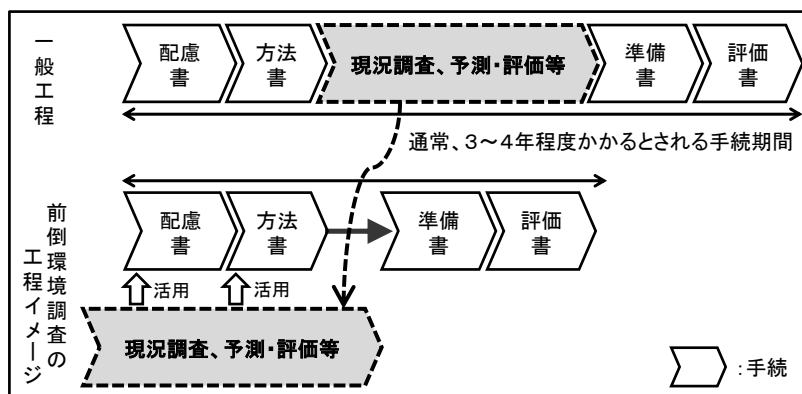 一般工程
配慮
書
方法
書
現況調査、予測・評価等
準備
書
評価
書
通常、3～4年程度かかるとされる手続期間
前倒環境調査の
工程イメージ
配慮
書
方法
書
準備
書
評価
書
活用
活用
現況調査、予測・評価等
:手続